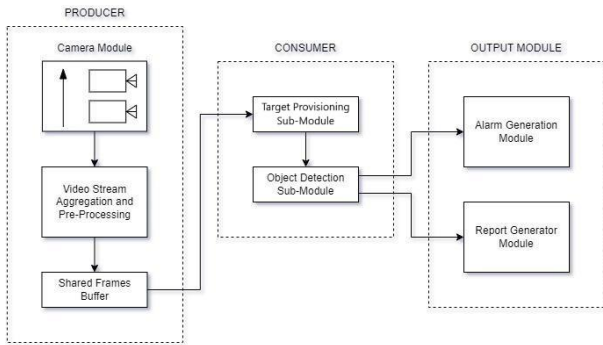 PRODUCER
Camera Module
Video Stream
Aggregation and
Pre-Processing
Shared Frames
Buffer
CONSUMER
Target Provisioning
Sub-Module
Object Detection
Sub-Module
OUTPUT MODULE
Alarm Generation
Module
Report Generator
Module